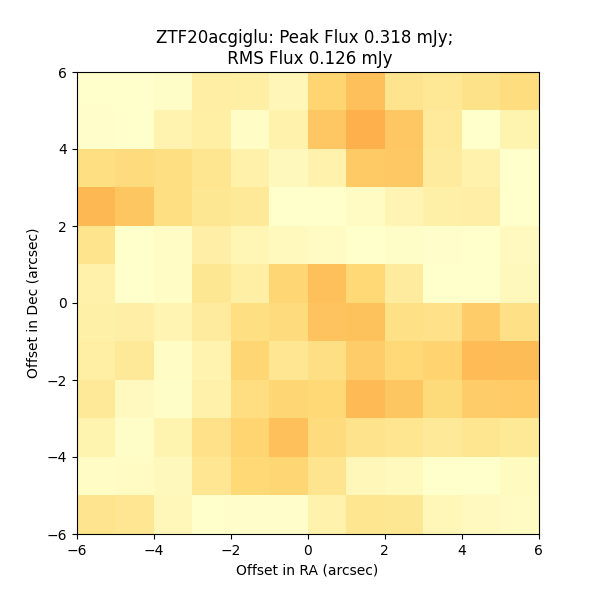 ZTF20acgiglu: Peak Flux 0.318 mJy;
RMS Flux 0.126 mJy
6
4
2
0
−2
−4
−6
Offset in Dec (arcsec)
−6 −4 −2 0 2 4 6
Offset in RA (arcsec)